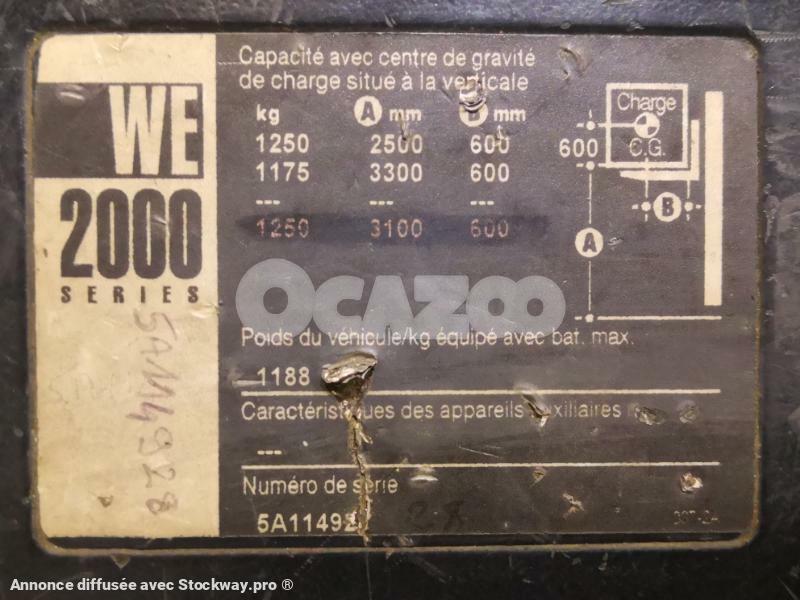 Capacité avec centre de gravité
de charge situé à la verticale
kg A mm B mm
1250 2500 600
1175 3300 600
--- --- ---
1250 3100 600
Charge
C.G.
600
B
A
WE
2000
SERIES
5A114928
OCAZOO
Poids du véhicule/kg équipé avec bat. max.
1188
Caractéristiques des appareils auxiliaires
---
Numéro de série
5A11492
28
Annonce diffusée avec Stockway.pro ®